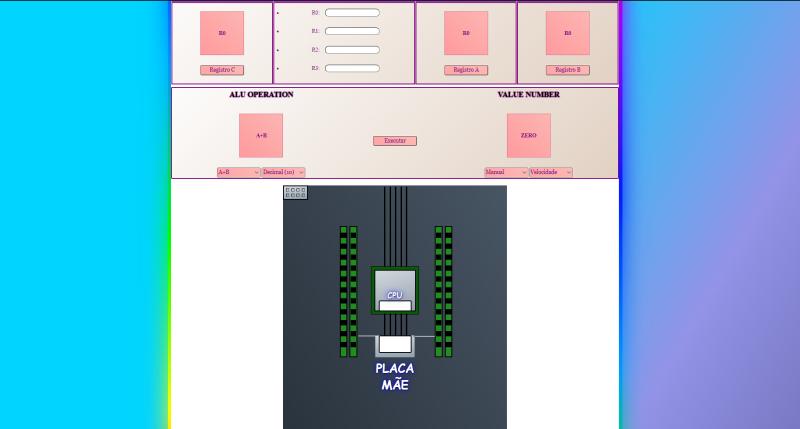 R0
Registro C
R0:
R1:
R2:
R3:
R0
Registro A
R0
Registro B
ALU OPERATION
A+B
A+B
Decimal (10)
Executar
VALUE NUMBER
ZERO
Manual
Velocidade
CPU
PLACA
MÃE